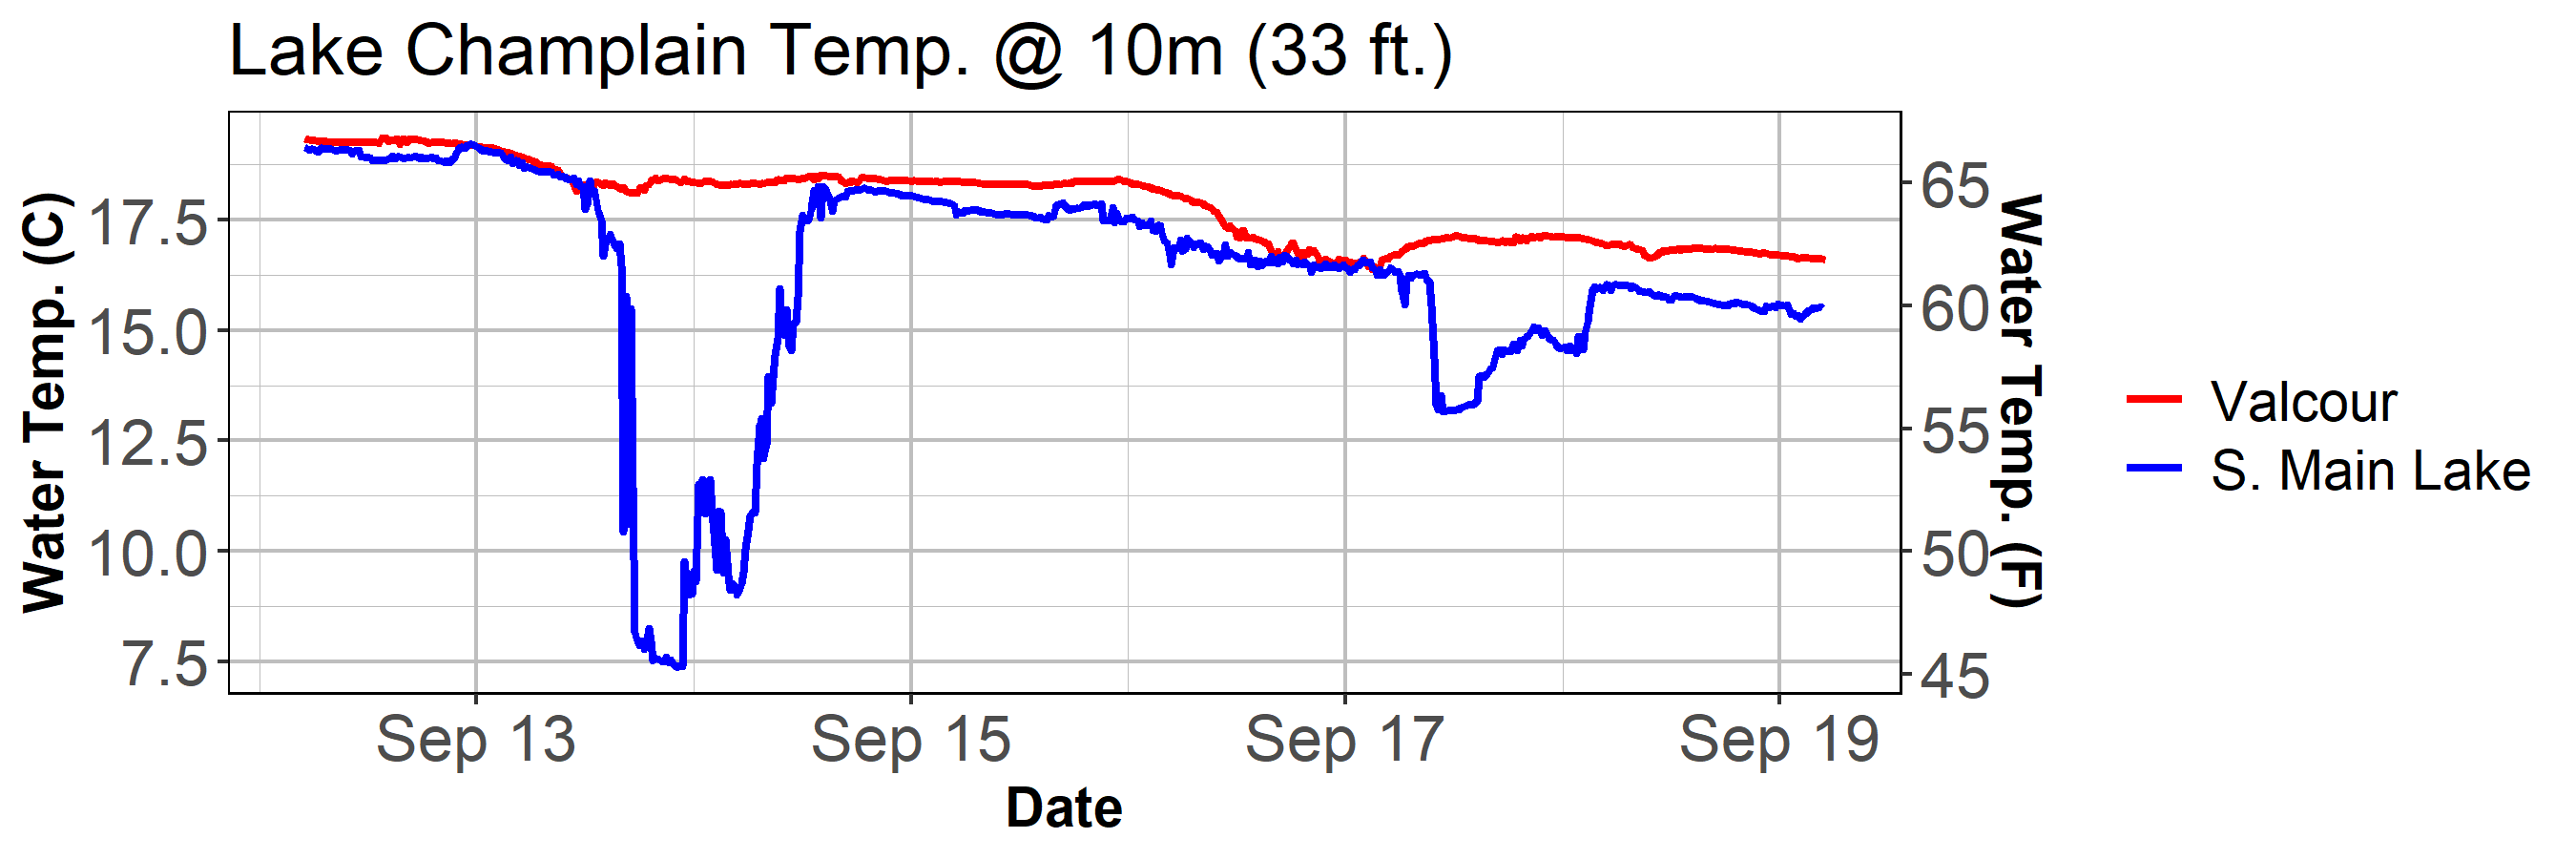 Lake Champlain Temp. @ 10m (33 ft.)
Water Temp. (C)
17.5
15.0
12.5
10.0
7.5
65
60
55
50
45
Water Temp. (F)
Sep 13
Sep 15
Sep 17
Sep 19
Date
Valcour
S. Main Lake